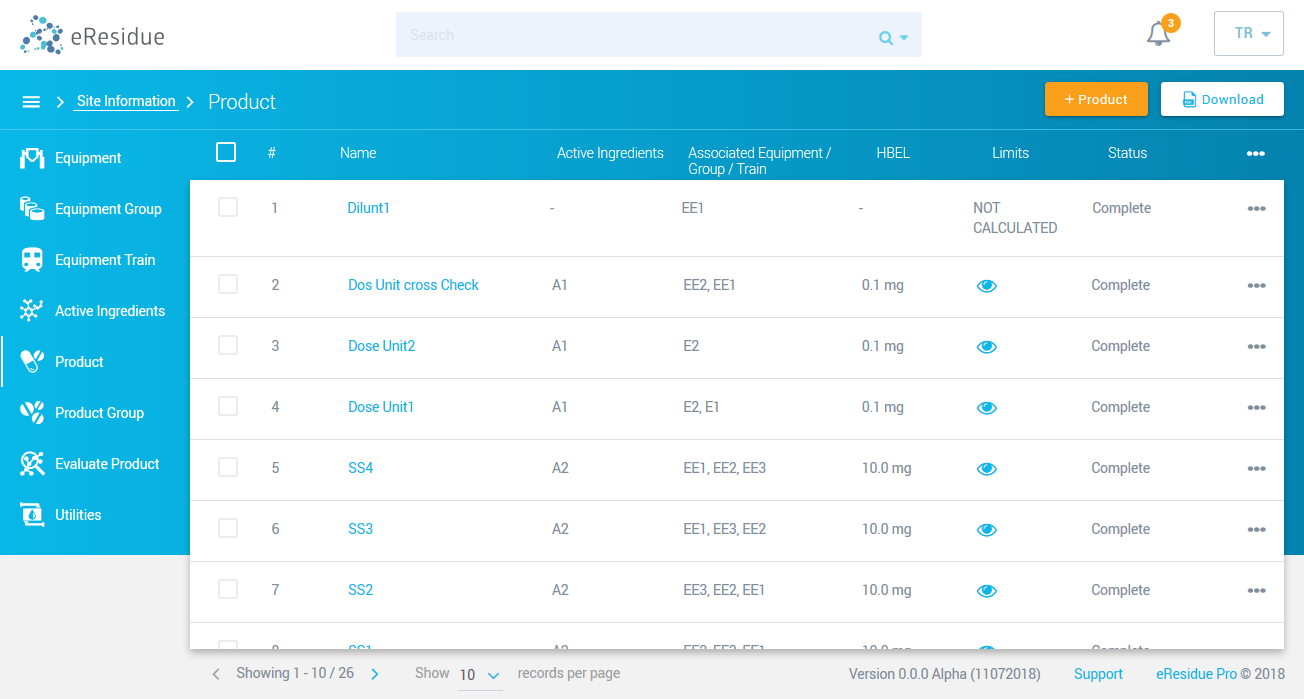 eResidue
Search
3
TR
Site Information
Product
+ Product
Download
Equipment
Equipment Group
Equipment Train
Active Ingredients
Product
Product Group
Evaluate Product
Utilities
# Name Active Ingredients Associated Equipment / Group / Train HBEL Limits Status
1 Dilunt1 - EE1 - NOT CALCULATED Complete
2 Dos Unit cross Check A1 EE2, EE1 0.1 mg Complete
3 Dose Unit2 A1 E2 0.1 mg Complete
4 Dose Unit1 A1 E2, E1 0.1 mg Complete
5 SS4 A2 EE1, EE2, EE3 10.0 mg Complete
6 SS3 A2 EE1, EE3, EE2 10.0 mg Complete
7 SS2 A2 EE3, EE2, EE1 10.0 mg Complete
Showing 1 - 10 / 26
Show 10 records per page
Version 0.0.0 Alpha (11072018)
Support
eResidue Pro © 2018